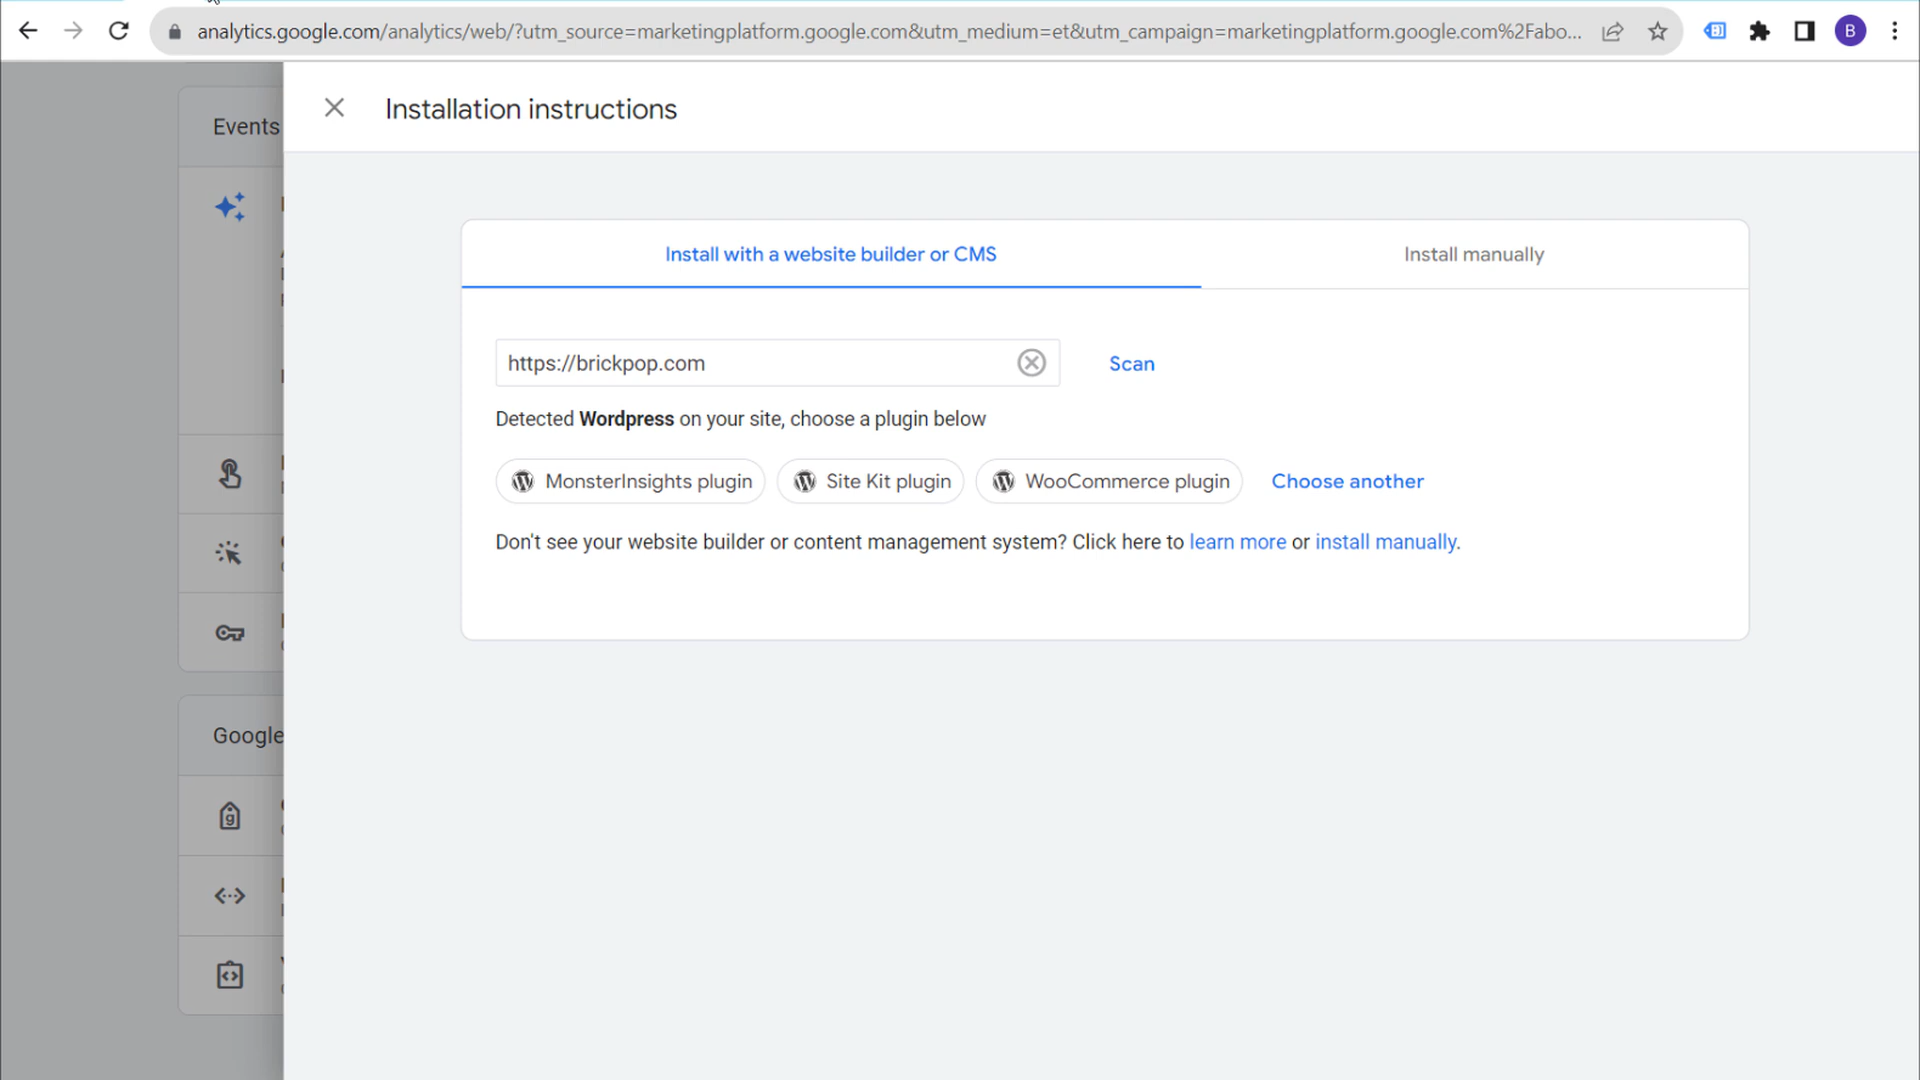 analytics.google.com/analytics/web/?utm_source=marketingplatform.google.com&utm_medium=et&utm_campaign=marketingplatform.google.com%2Fabo...
B
Installation instructions
Events
Install with a website builder or CMS
Install manually
https://brickpop.com
Scan
Detected Wordpress on your site, choose a plugin below
MonsterInsights plugin
Site Kit plugin
WooCommerce plugin
Choose another
Don't see your website builder or content management system? Click here to learn more or install manually.
Google